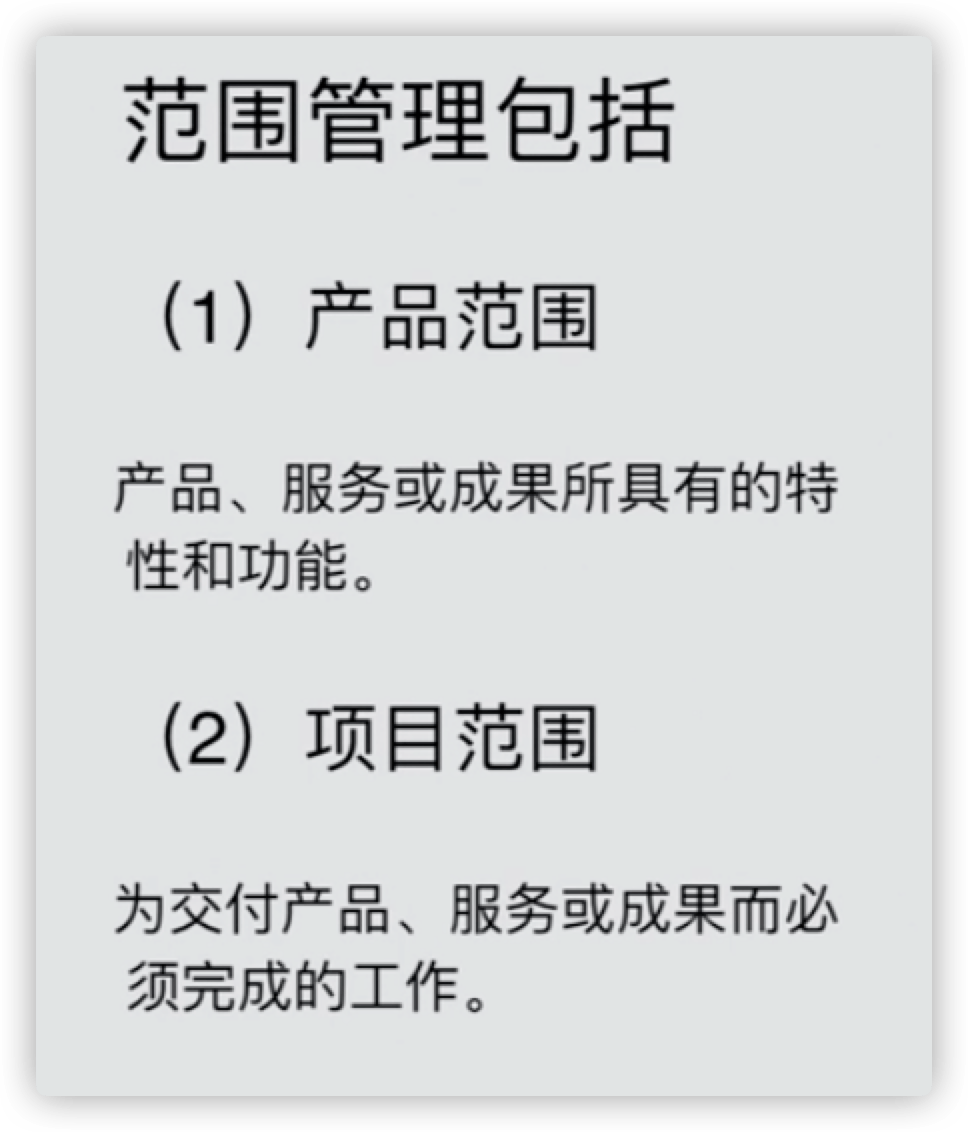 范围管理包括
（1）产品范围
产品、服务或成果所具有的特
性和功能。
（2）项目范围
为交付产品、服务或成果而必
须完成的工作。